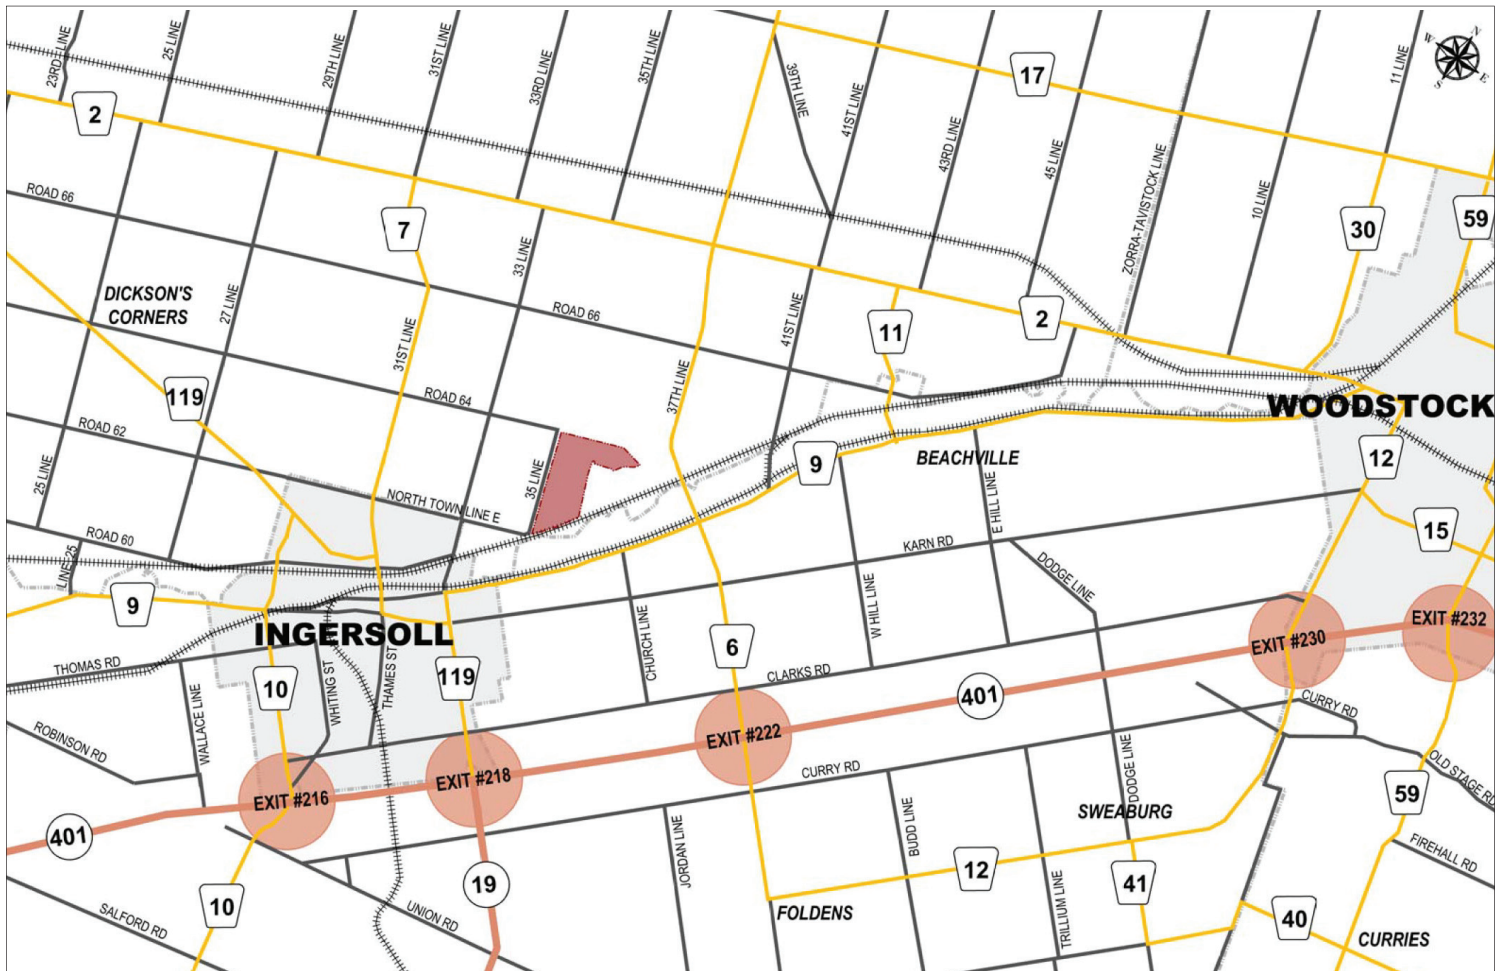 23RD LINE
25 LINE
29TH LINE
31ST LINE
33RD LINE
35TH LINE
39TH LINE
41ST LINE
43RD LINE
45 LINE
ZORRA-TAVISTOCK LINE
10 LINE
11 LINE
N
W
E
S
2
17
7
30
59
ROAD 66
DICKSON'S
CORNERS
27 LINE
33 LINE
ROAD 66
41ST LINE
11
2
31ST LINE
37TH LINE
119
ROAD 64
ROAD 62
WOODSTOCK
25 LINE
35 LINE
NORTH TOWN LINE E
9
BEACHVILLE
12
E HILL LINE
15
ROAD 60
LINE 25
KARN RD
DODGE LINE
9
INGERSOLL
W HILL LINE
CHURCH LINE
6
EXIT #230
EXIT #232
THOMAS RD
WALLACE LINE
10
WHITING ST
THAMES ST
119
CLARKS RD
401
CURRY RD
ROBINSON RD
EXIT #222
EXIT #216
EXIT #218
CURRY RD
DODGE LINE
OLD STAGE RD
59
401
JORDAN LINE
BUDD LINE
SWEABURG
FIREHALL RD
19
12
41
TRILLIUM LINE
10
SALFORD RD
UNION RD
FOLDENS
40
CURRIES